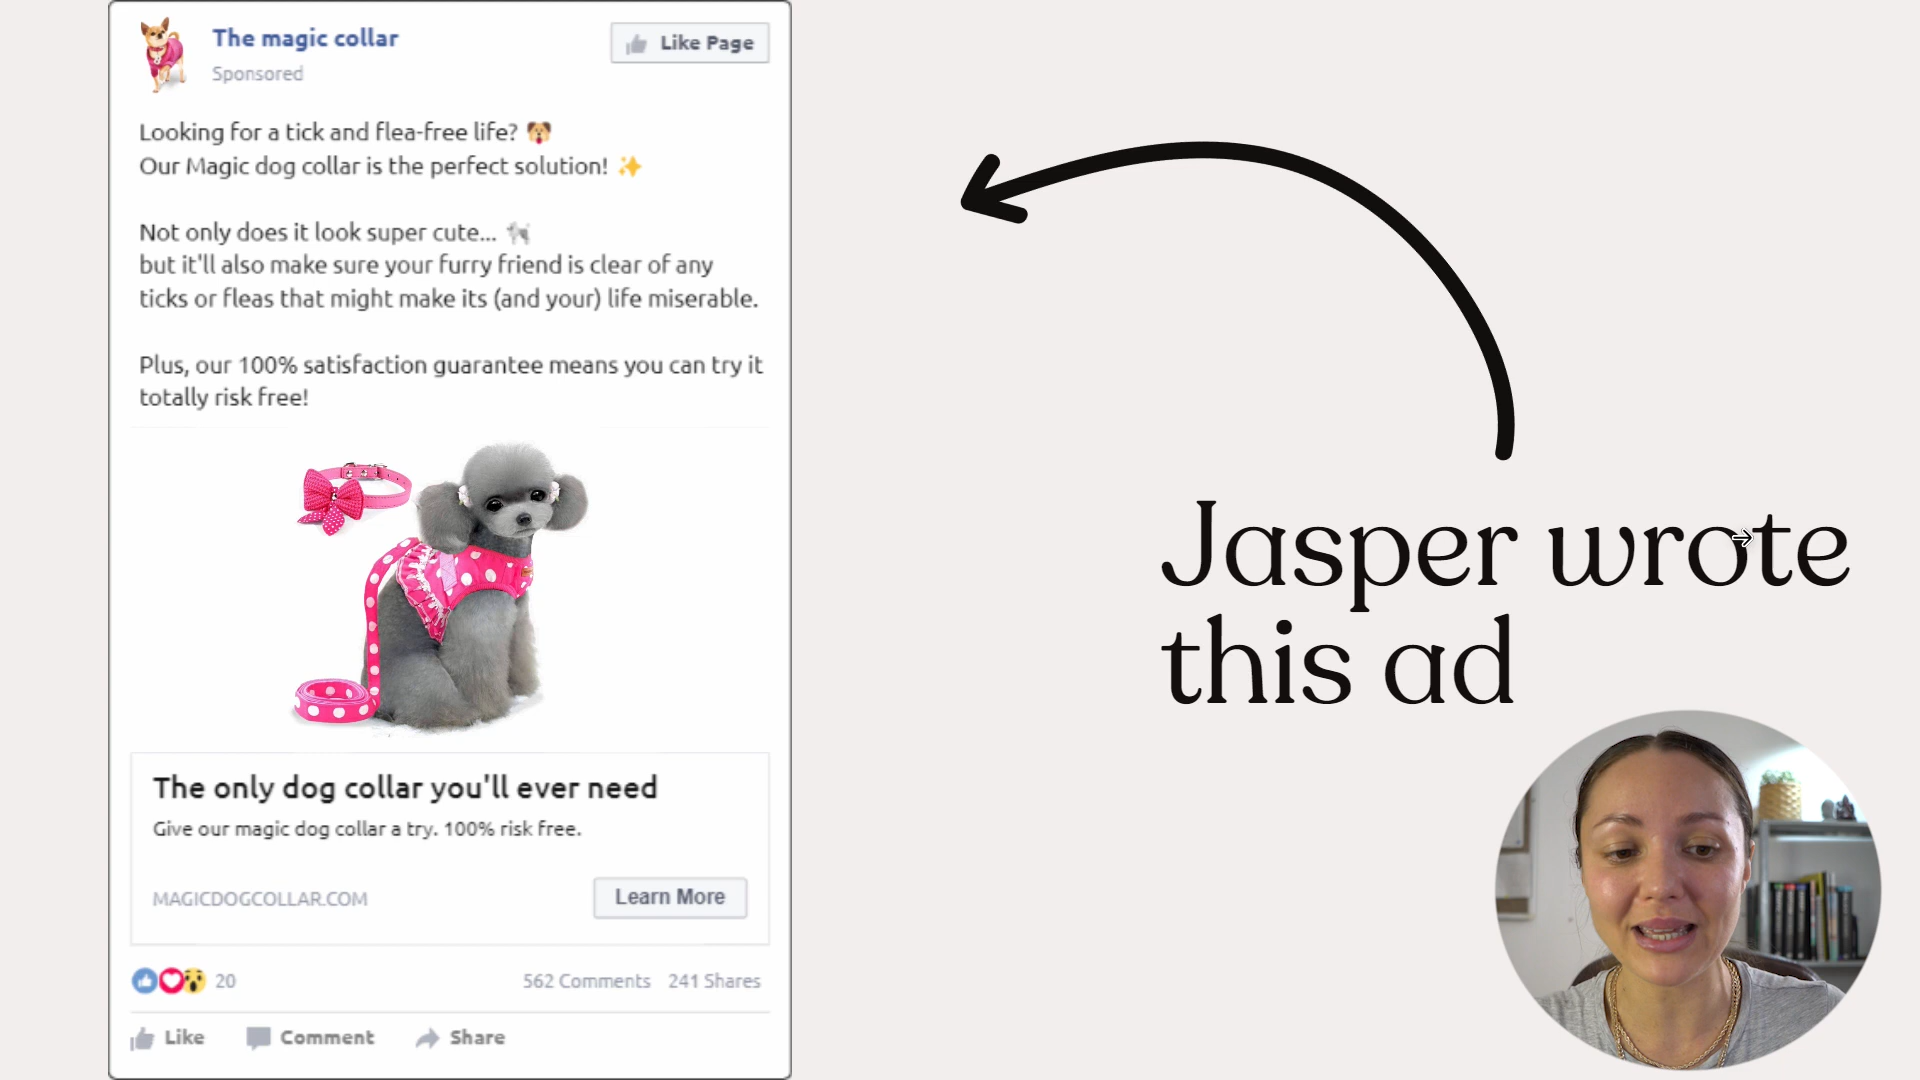 The magic collar
Sponsored
Like Page
Looking for a tick and flea-free life? 🐶
Our Magic dog collar is the perfect solution! ✨
Not only does it look super cute... 🐩
but it'll also make sure your furry friend is clear of any
ticks or fleas that might make its (and your) life miserable.
Plus, our 100% satisfaction guarantee means you can try it
totally risk free!
The only dog collar you'll ever need
Give our magic dog collar a try. 100% risk free.
MAGICDOGCOLLAR.COM
Learn More
20
562 Comments 241 Shares
Like Comment Share
Jasper wrote
this ad